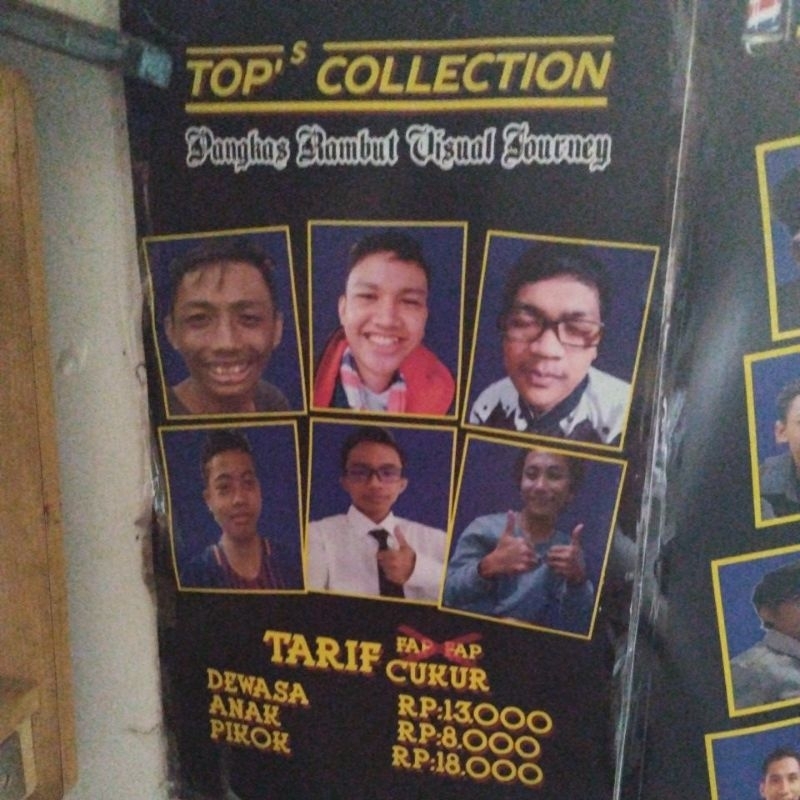 TOP'S COLLECTION
Pangkas Rambut Visual Journey
TARIF FAP FAP
CUKUR
DEWASA RP:13.000
ANAK RP:8.000
PIKOK RP:18.000